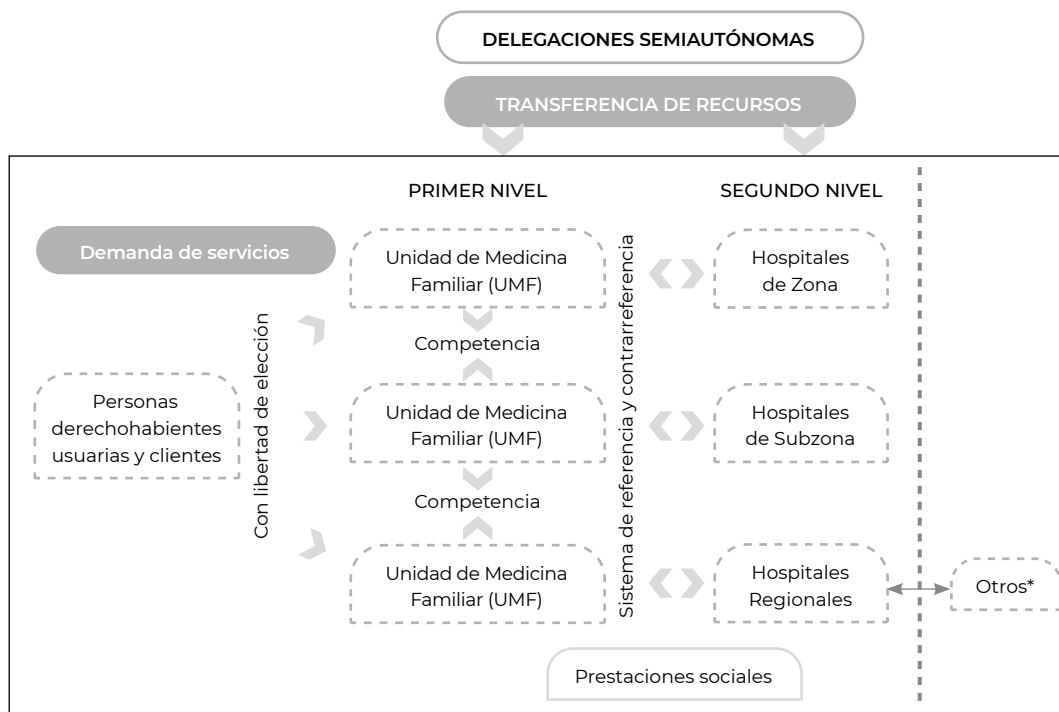 DELEGACIONES SEMIAUTÓNOMAS
TRANSFERENCIA DE RECURSOS
PRIMER NIVEL
SEGUNDO NIVEL
Demanda de servicios
Unidad de Medicina
Familiar (UMF)
Hospitales
de Zona
Competencia
Personas
derechohabientes
usuarias y clientes
Con libertad de elección
Unidad de Medicina
Familiar (UMF)
Sistema de referencia y contrarreferencia
Hospitales
de Subzona
Competencia
Unidad de Medicina
Familiar (UMF)
Hospitales
Regionales
Otros*
Prestaciones sociales